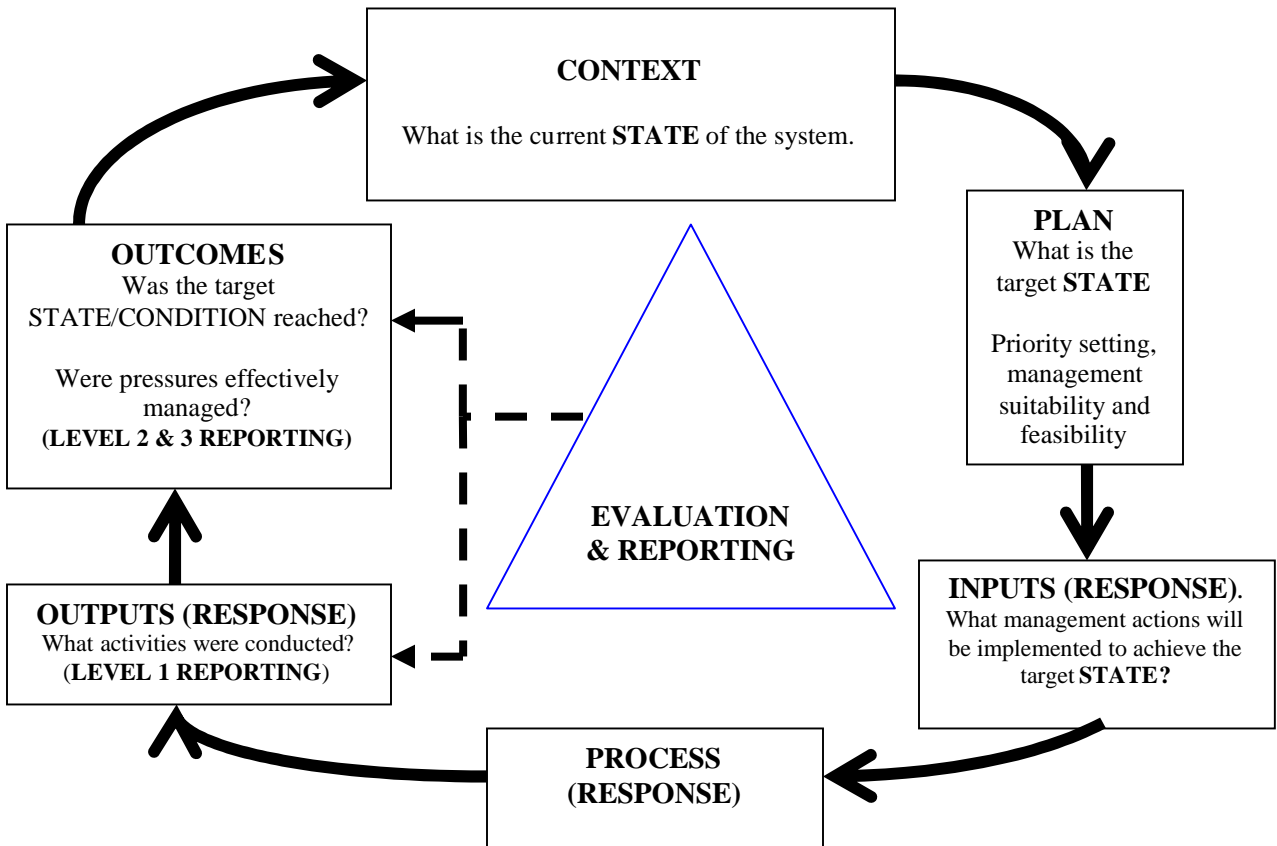 CONTEXT
What is the current STATE of the system.
PLAN
What is the
target STATE
Priority setting,
management
suitability and
feasibility
INPUTS (RESPONSE).
What management actions will
be implemented to achieve the
target STATE?
PROCESS
(RESPONSE)
OUTPUTS (RESPONSE)
What activities were conducted?
(LEVEL 1 REPORTING)
OUTCOMES
Was the target
STATE/CONDITION reached?
Were pressures effectively
managed?
(LEVEL 2 & 3 REPORTING)
EVALUATION
& REPORTING